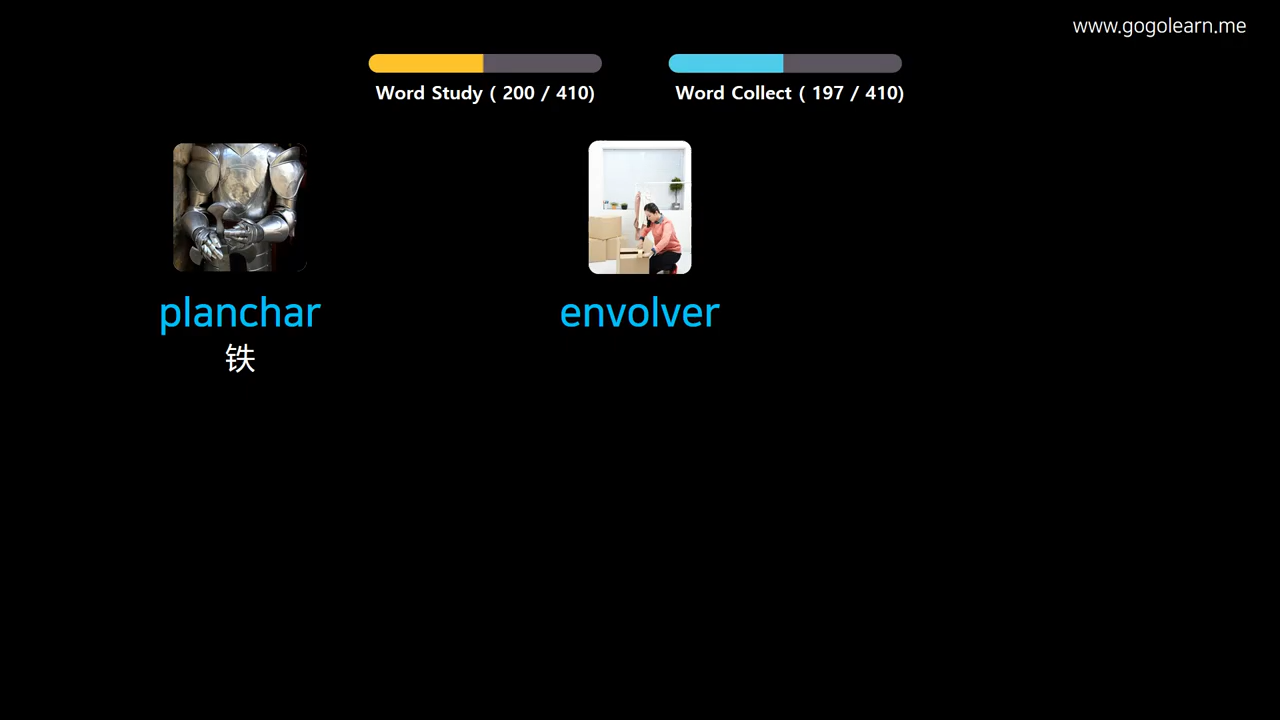 www.gogolearn.me
Word Study ( 200 / 410)
Word Collect ( 197 / 410)
planchar
envolver
铁